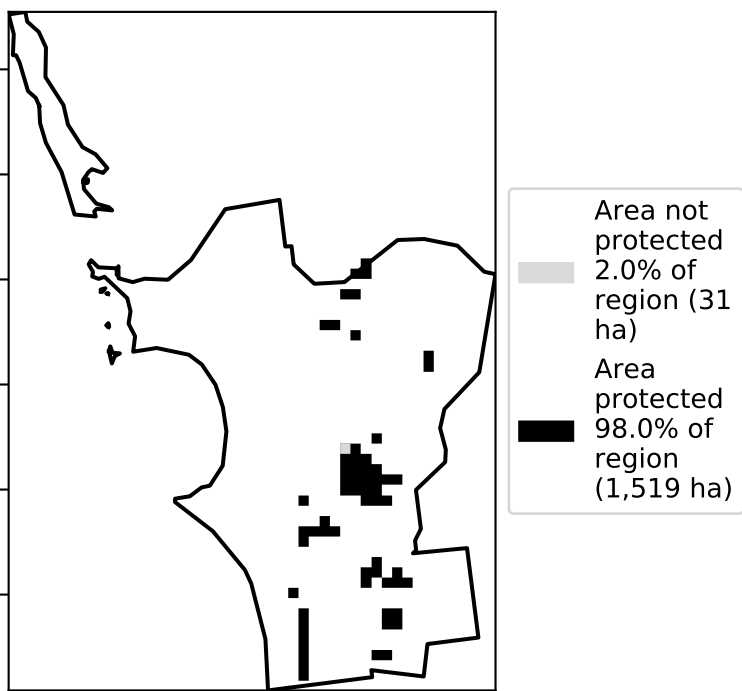 Area not
protected
2.0% of
region (31
ha)
Area
protected
98.0% of
region
(1,519 ha)